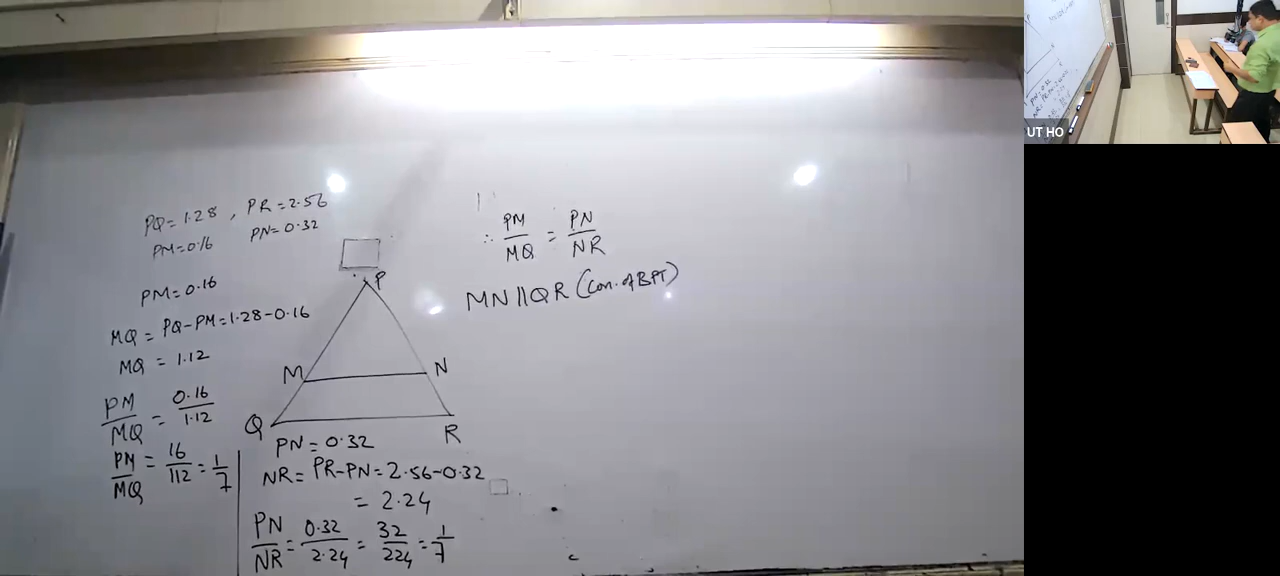 PQ = 1.28 , PR = 2.56
PM = 0.16 PN = 0.32
PM = 0.16
MQ = PQ - PM = 1.28 - 0.16
MQ = 1.12
PM/MQ = 0.16/1.12
PM/MQ = 16/112 = 1/7
P
M N
Q R
PN = 0.32
NR = PR - PN = 2.56 - 0.32
= 2.24
PN/NR = 0.32/2.24 = 32/224 = 1/7
∴ PM/MQ = PN/NR
MN || QR (Con. of BPT)
UT HO